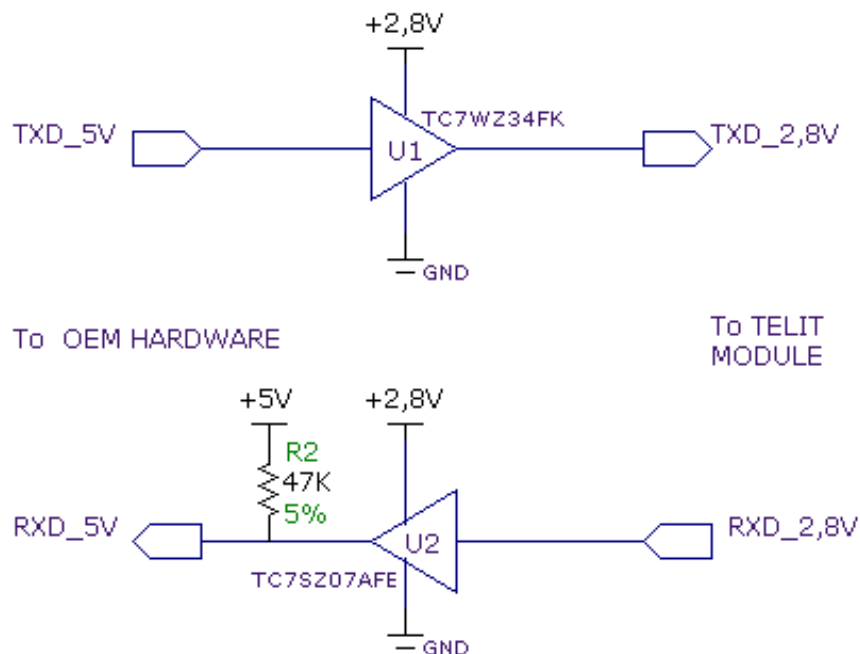 +2,8V
TC7WZ34FK
TXD_5V
U1
TXD_2,8V
GND
To OEM HARDWARE
To TELIT
MODULE
+5V
+2,8V
R2
47K
5%
RXD_5V
U2
RXD_2,8V
TC7SZ07AFE
GND